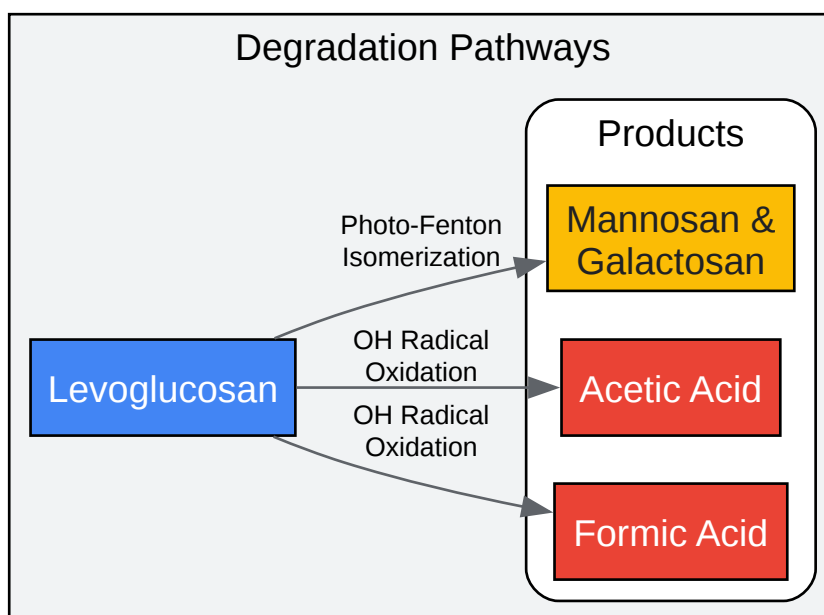 Degradation Pathways
Products
Photo-Fenton
Isomerization
Mannosan &
Galactosan
Levoglucosan
OH Radical
Oxidation
Acetic Acid
OH Radical
Oxidation
Formic Acid